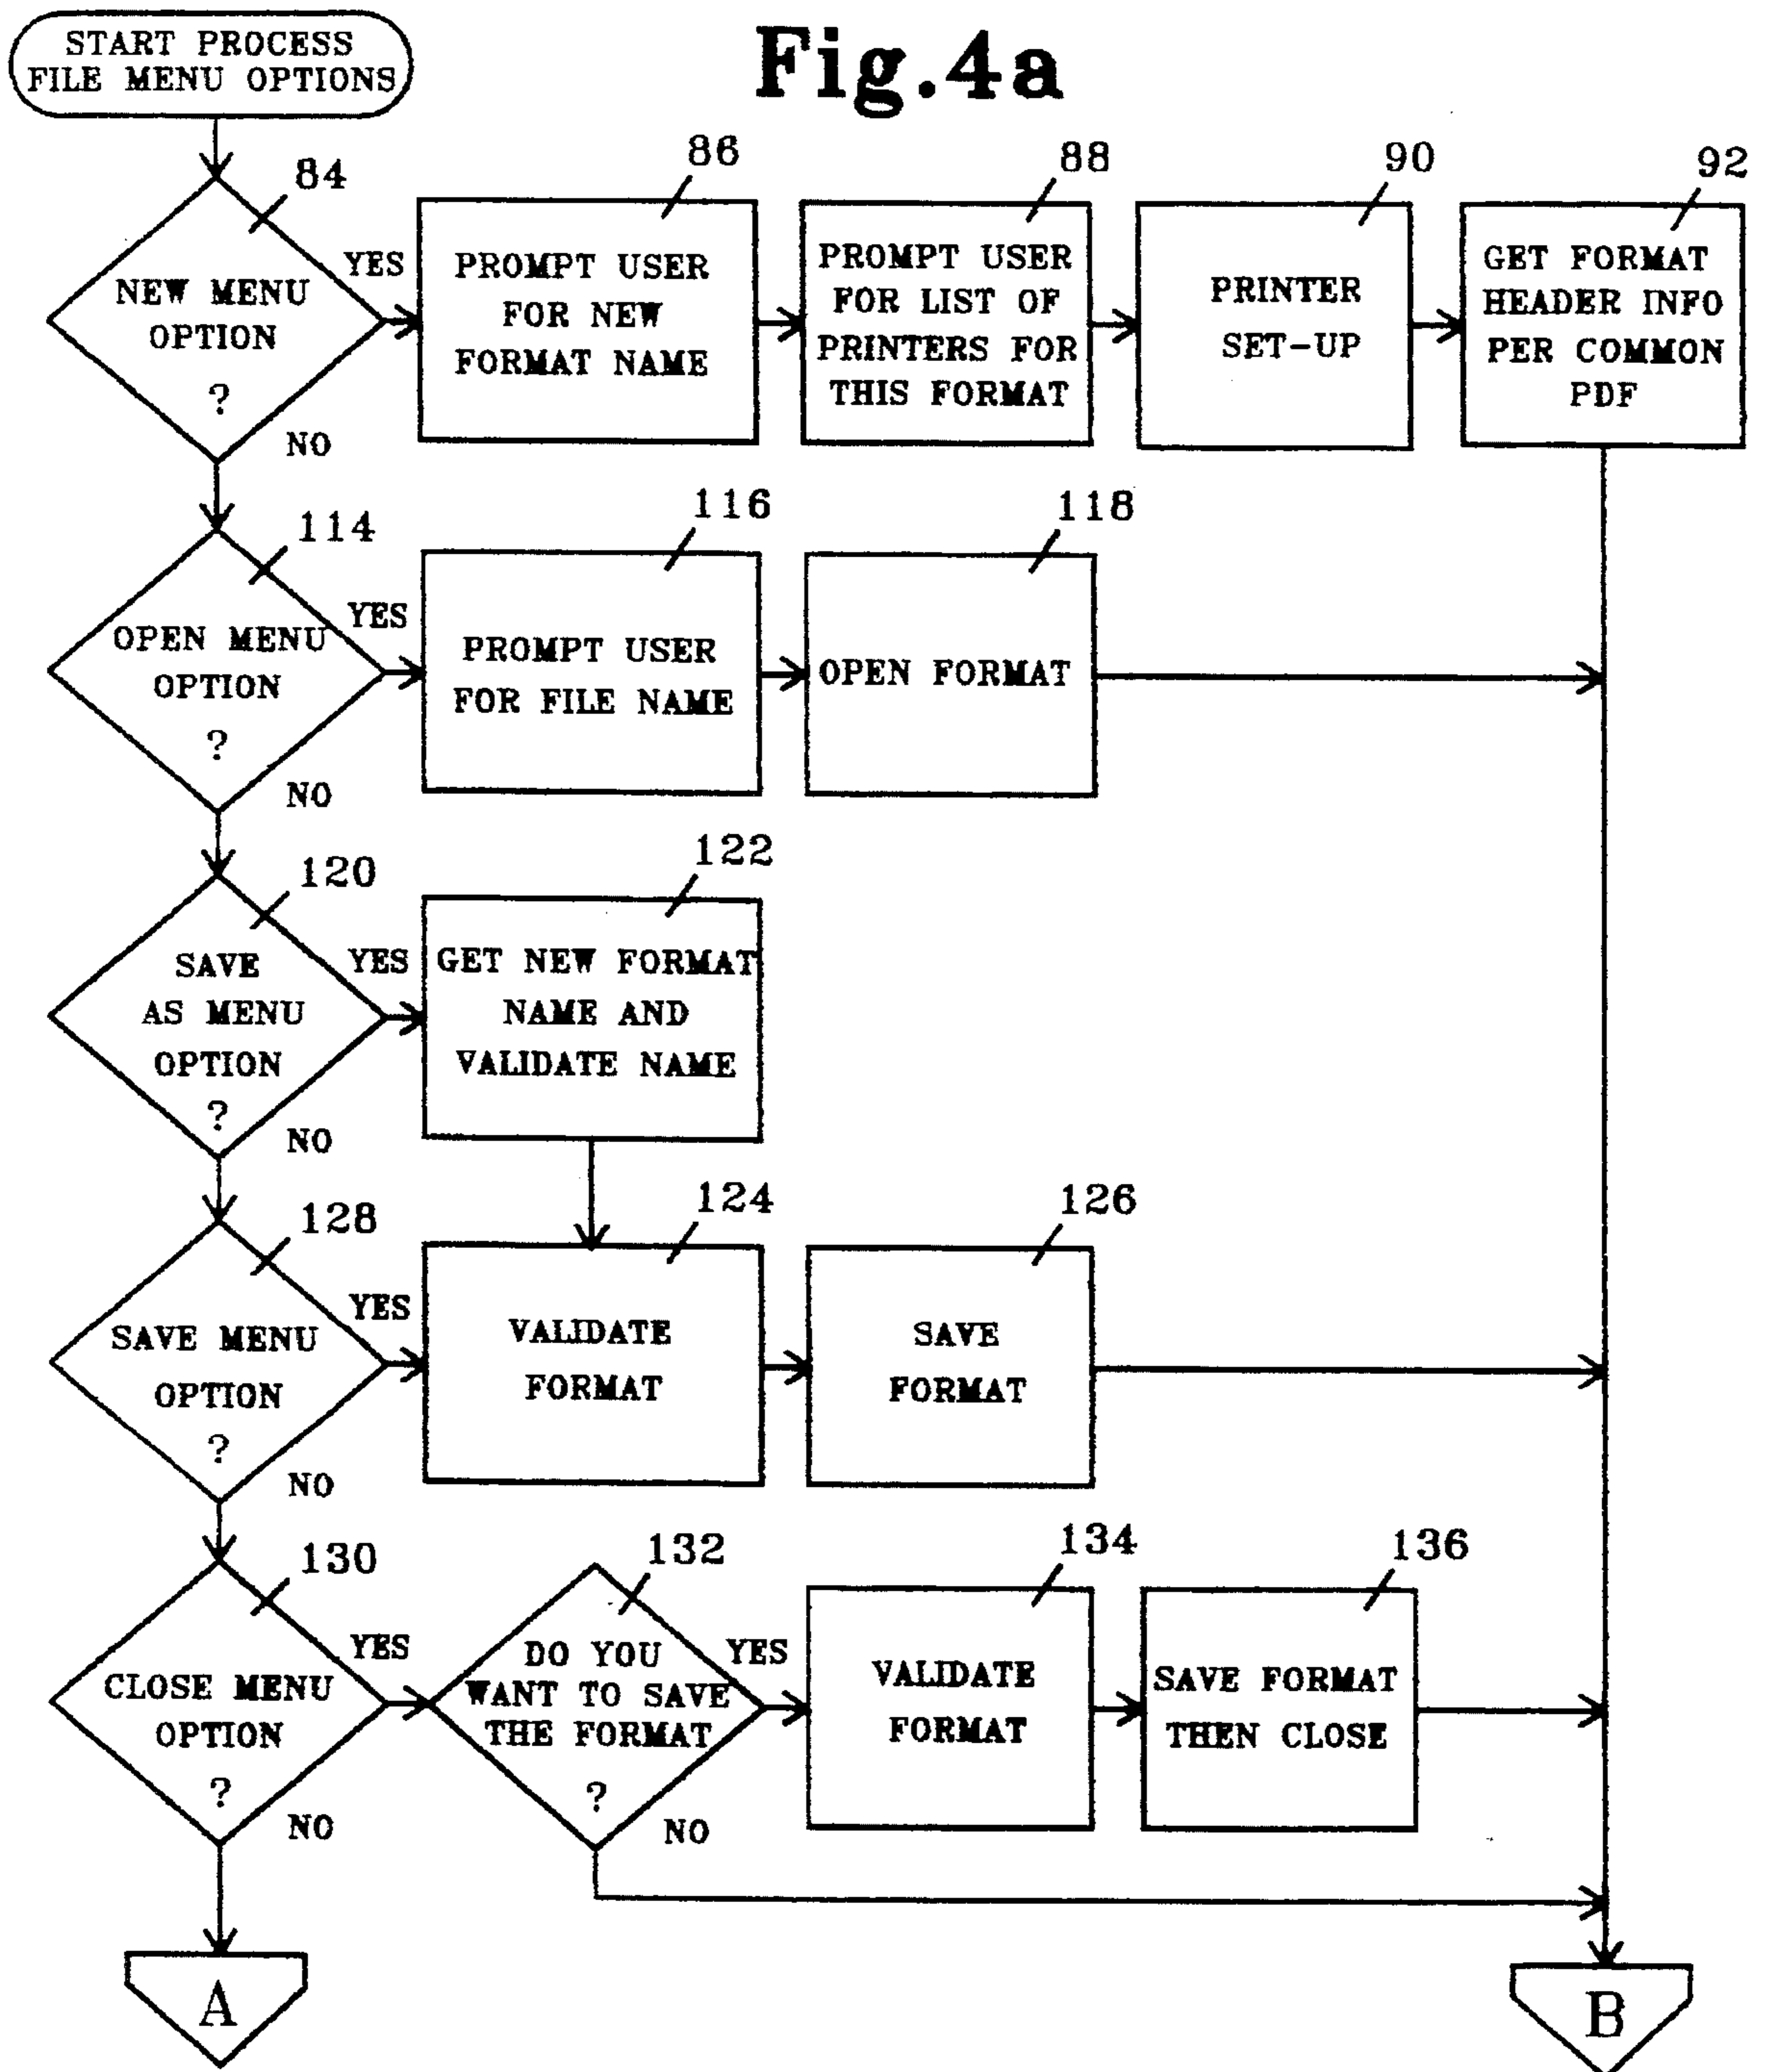 Fig.4a
START PROCESS
FILE MENU OPTIONS
84
NEW MENU
OPTION
?
YES
NO
86
PROMPT USER
FOR NEW
FORMAT NAME
88
PROMPT USER
FOR LIST OF
PRINTERS FOR
THIS FORMAT
90
PRINTER
SET-UP
92
GET FORMAT
HEADER INFO
PER COMMON
PDF
114
OPEN MENU
OPTION
?
YES
NO
116
PROMPT USER
FOR FILE NAME
118
OPEN FORMAT
120
SAVE
AS MENU
OPTION
?
YES
NO
122
GET NEW FORMAT
NAME AND
VALIDATE NAME
128
SAVE MENU
OPTION
?
YES
NO
124
VALIDATE
FORMAT
126
SAVE
FORMAT
130
CLOSE MENU
OPTION
?
YES
NO
132
DO YOU
WANT TO SAVE
THE FORMAT
?
YES
NO
134
VALIDATE
FORMAT
136
SAVE FORMAT
THEN CLOSE
A
B